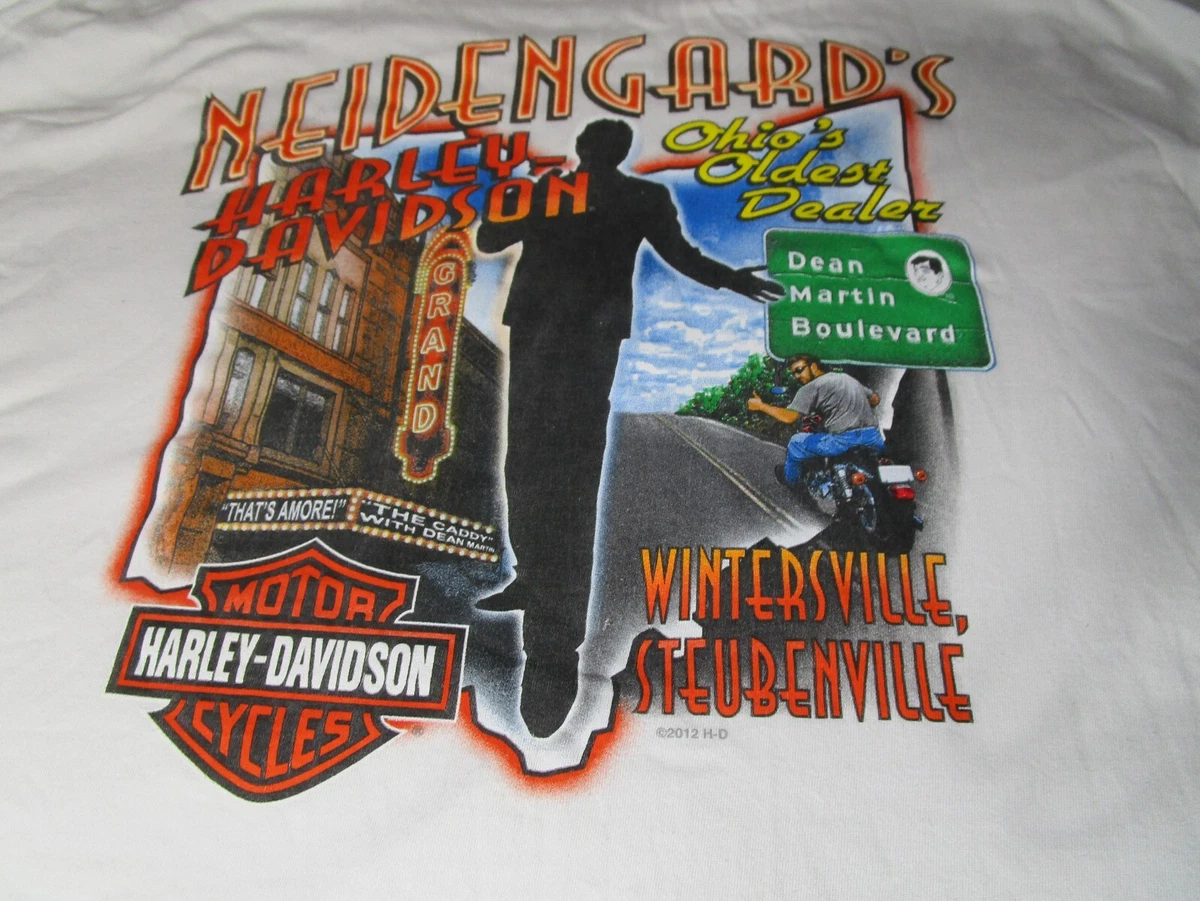 NEIDENGARD'S
HARLEY-
DAVIDSON
Ohio's
Oldest
Dealer
Dean
Martin
Boulevard
GRAND
"THAT'S AMORE!"
"THE CADDY"
WITH DEAN MARTIN
MOTOR
HARLEY-DAVIDSON
CYCLES
®
WINTERSVILLE,
STEUBENVILLE
©2012 H-D